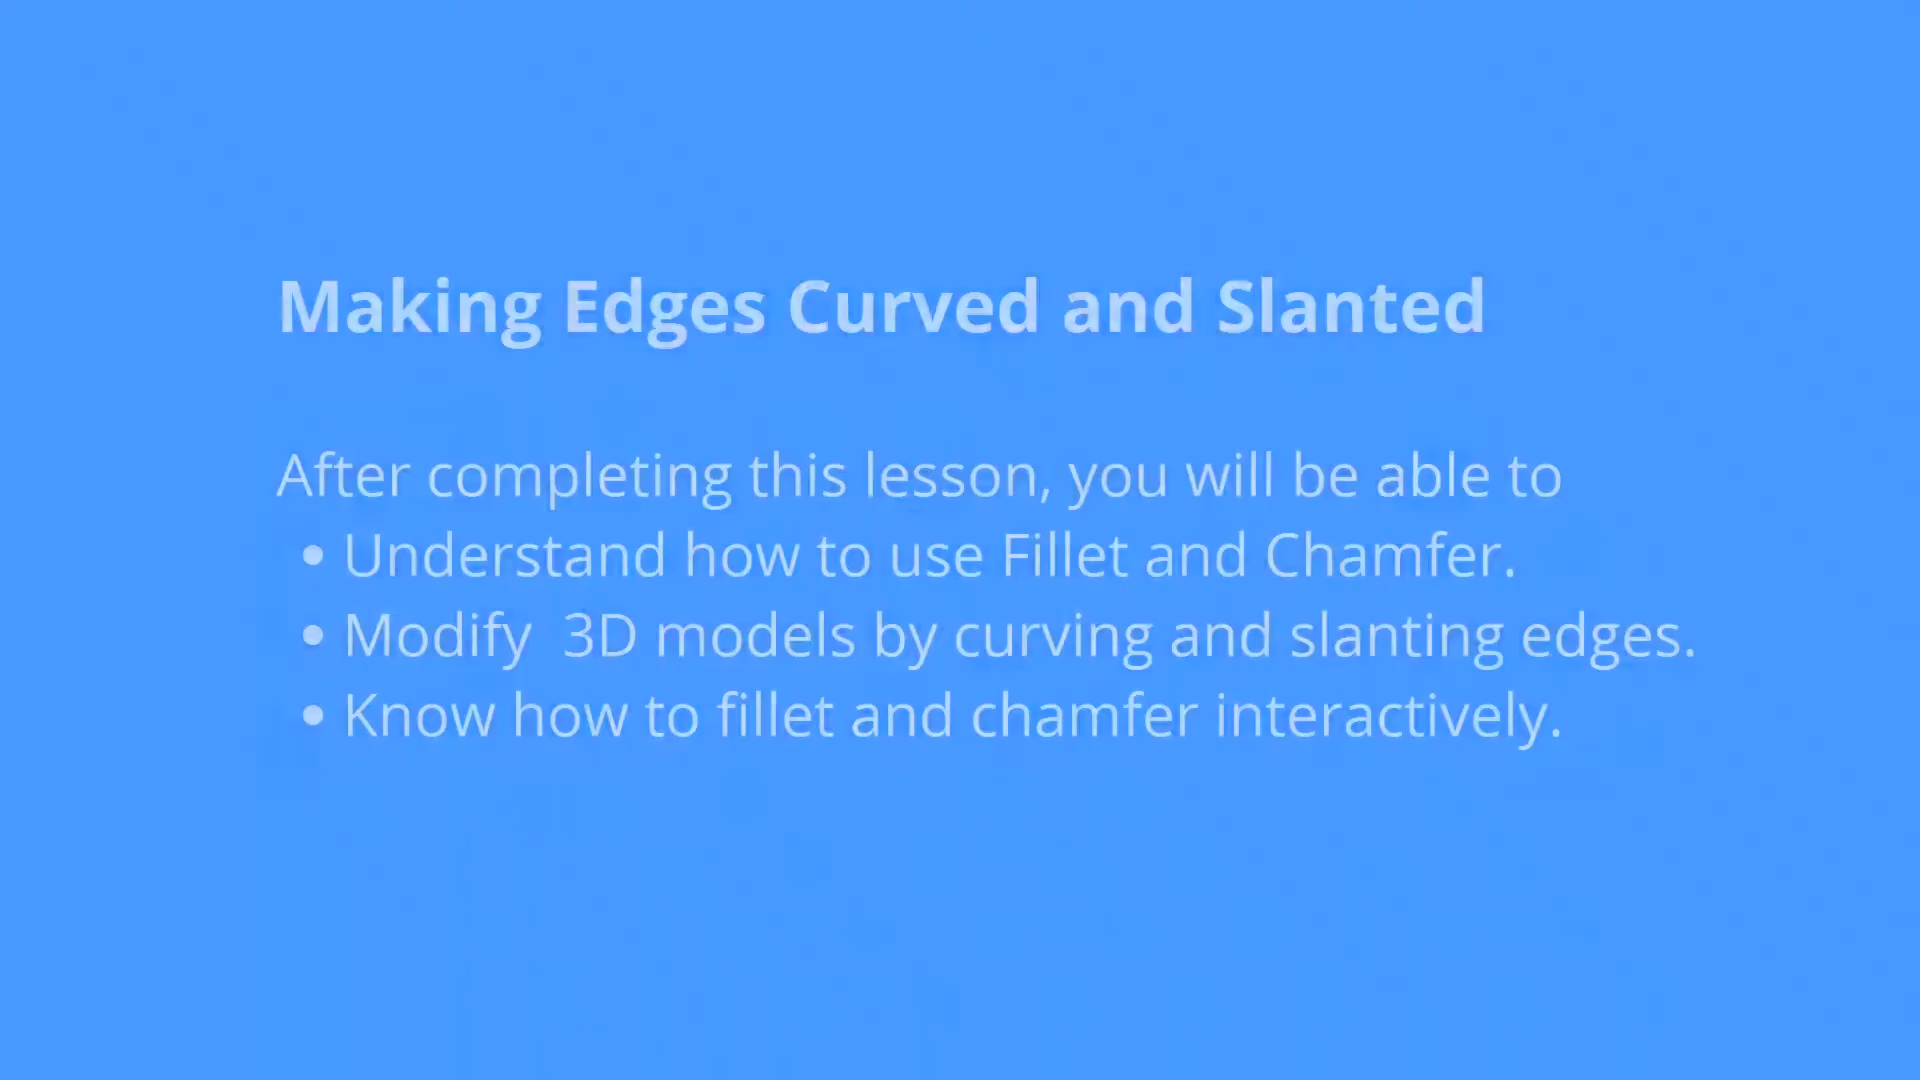 Making Edges Curved and Slanted
After completing this lesson, you will be able to
• Understand how to use Fillet and Chamfer.
• Modify  3D models by curving and slanting edges.
• Know how to fillet and chamfer interactively.